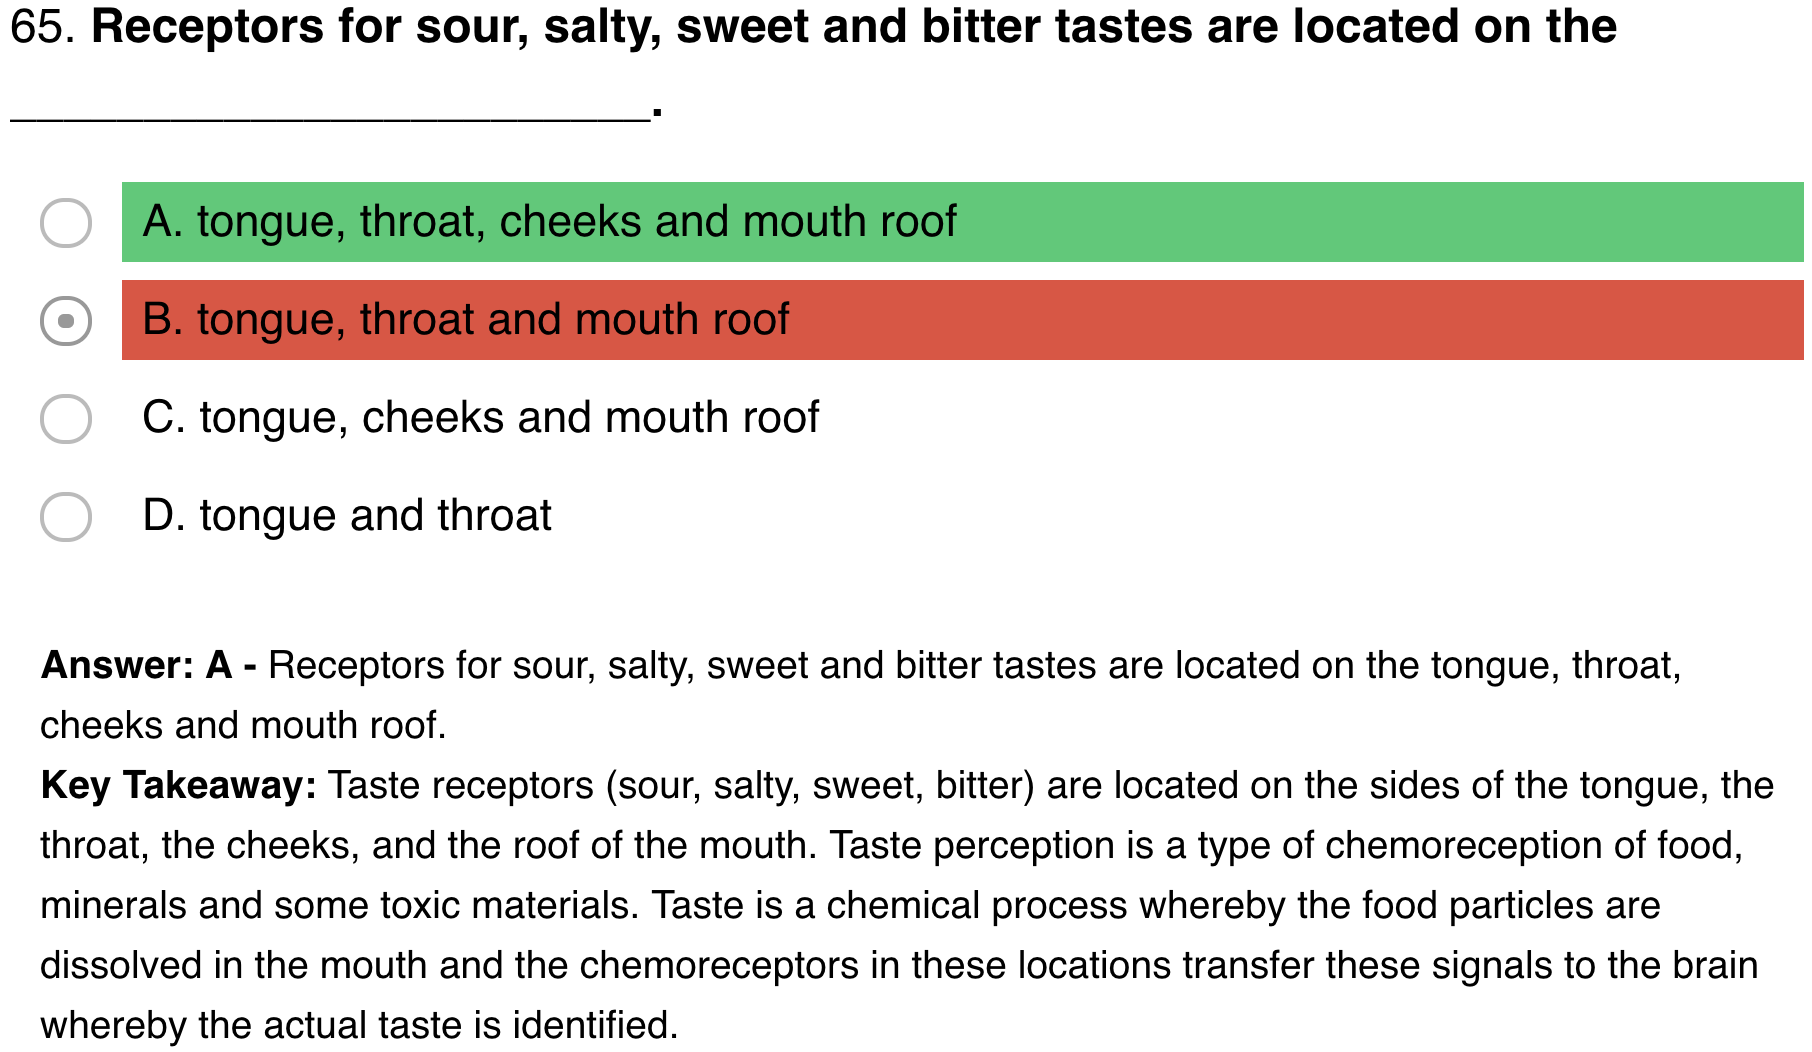 65. Receptors for sour, salty, sweet and bitter tastes are located on the
________________________.
A. tongue, throat, cheeks and mouth roof
B. tongue, throat and mouth roof
C. tongue, cheeks and mouth roof
D. tongue and throat
Answer: A - Receptors for sour, salty, sweet and bitter tastes are located on the tongue, throat,
cheeks and mouth roof.
Key Takeaway: Taste receptors (sour, salty, sweet, bitter) are located on the sides of the tongue, the
throat, the cheeks, and the roof of the mouth. Taste perception is a type of chemoreception of food,
minerals and some toxic materials. Taste is a chemical process whereby the food particles are
dissolved in the mouth and the chemoreceptors in these locations transfer these signals to the brain
whereby the actual taste is identified.